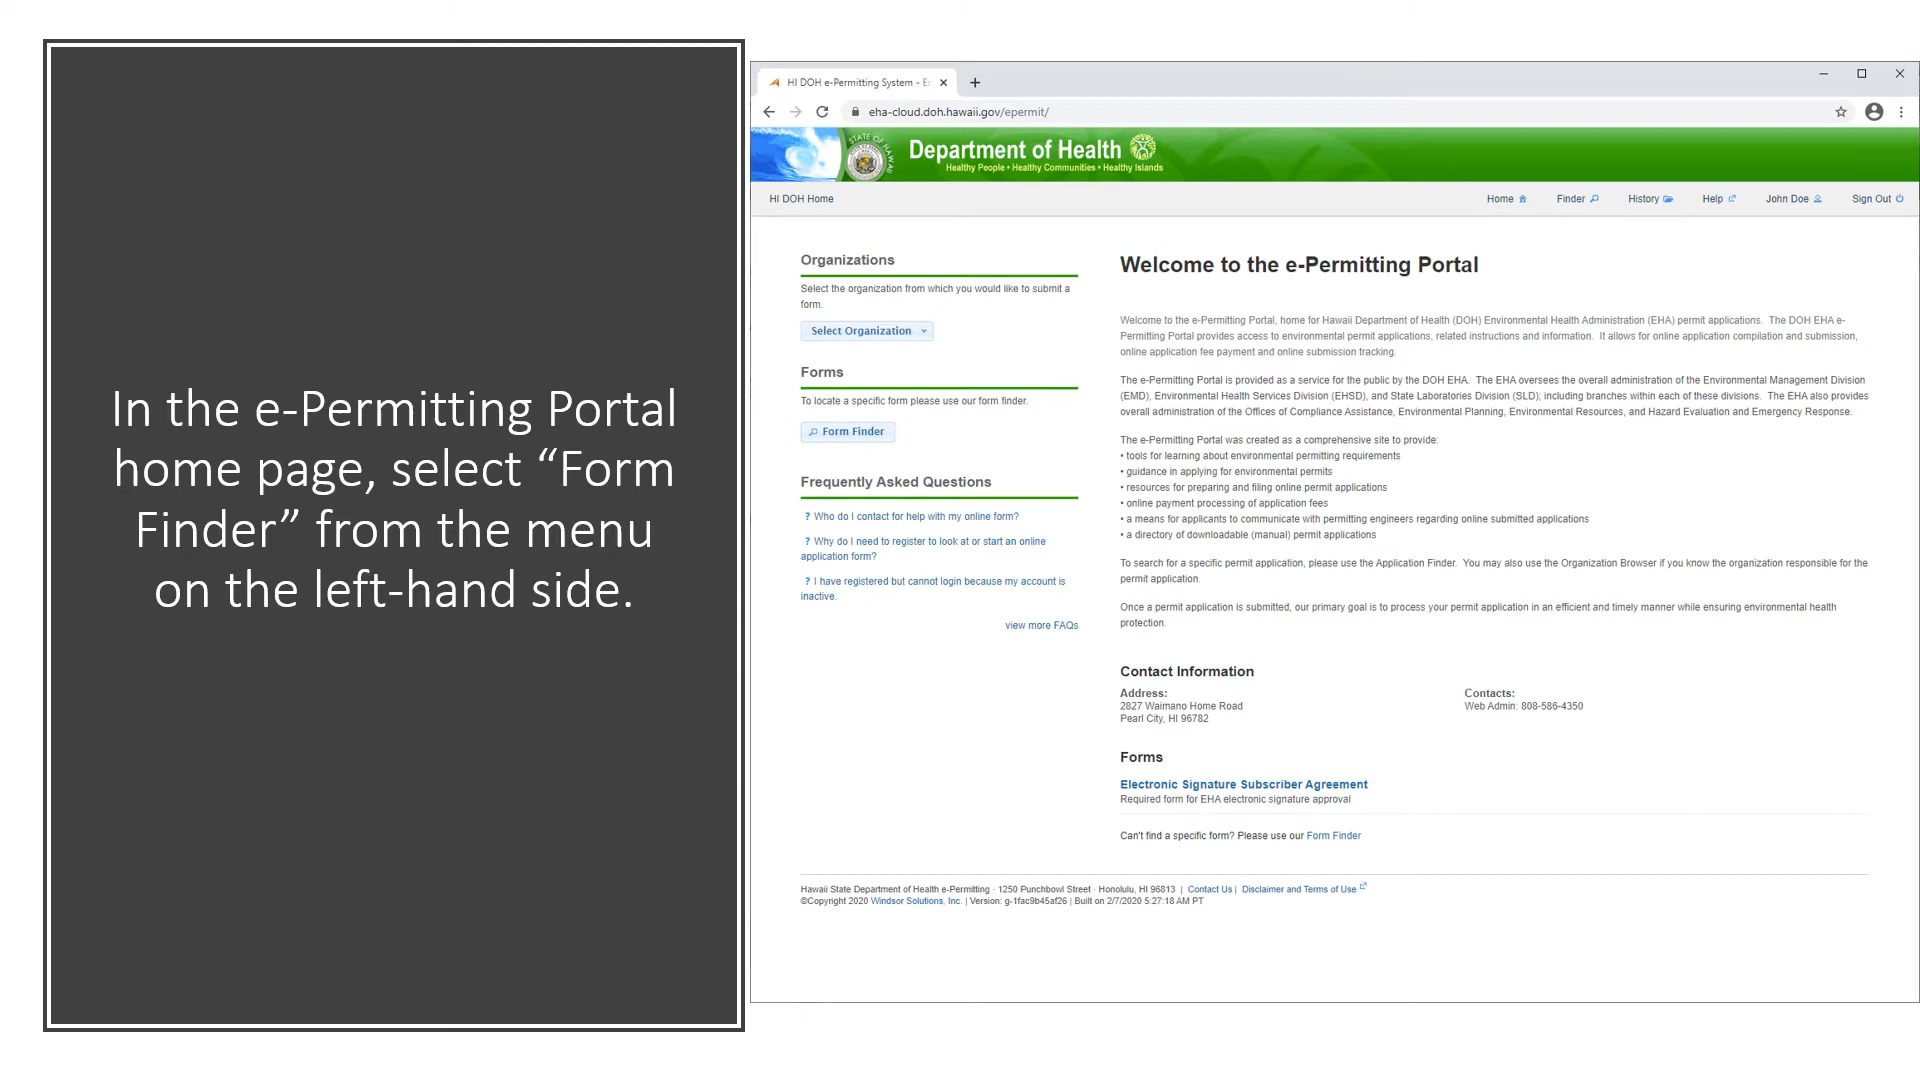 In the e-Permitting Portal
home page, select “Form
Finder” from the menu
on the left-hand side.
HI DOH e-Permitting System - E
eha-cloud.doh.hawaii.gov/epermit/
STATE OF HAWAII
Department of Health
Healthy People • Healthy Communities • Healthy Islands
HI DOH Home
Home
Finder
History
Help
John Doe
Sign Out
Organizations
Select the organization from which you would like to submit a
form.
Select Organization
Forms
To locate a specific form please use our form finder.
Form Finder
Frequently Asked Questions
? Who do I contact for help with my online form?
? Why do I need to register to look at or start an online
application form?
? I have registered but cannot login because my account is
inactive.
view more FAQs
Welcome to the e-Permitting Portal
Welcome to the e-Permitting Portal, home for Hawaii Department of Health (DOH) Environmental Health Administration (EHA) permit applications. The DOH EHA e-
Permitting Portal provides access to environmental permit applications, related instructions and information. It allows for online application compilation and submission,
online application fee payment and online submission tracking.
The e-Permitting Portal is provided as a service for the public by the DOH EHA. The EHA oversees the overall administration of the Environmental Management Division
(EMD), Environmental Health Services Division (EHSD), and State Laboratories Division (SLD); including branches within each of these divisions. The EHA also provides
overall administration of the Offices of Compliance Assistance, Environmental Planning, Environmental Resources, and Hazard Evaluation and Emergency Response.
The e-Permitting Portal was created as a comprehensive site to provide:
• tools for learning about environmental permitting requirements
• guidance in applying for environmental permits
• resources for preparing and filing online permit applications
• online payment processing of application fees
• a means for applicants to communicate with permitting engineers regarding online submitted applications
• a directory of downloadable (manual) permit applications
To search for a specific permit application, please use the Application Finder. You may also use the Organization Browser if you know the organization responsible for the
permit application.
Once a permit application is submitted, our primary goal is to process your permit application in an efficient and timely manner while ensuring environmental health
protection.
Contact Information
Address:
2827 Waimano Home Road
Pearl City, HI 96782
Contacts:
Web Admin: 808-586-4350
Forms
Electronic Signature Subscriber Agreement
Required form for EHA electronic signature approval
Can't find a specific form? Please use our Form Finder
Hawaii State Department of Health e-Permitting · 1250 Punchbowl Street · Honolulu, HI 96813 | Contact Us | Disclaimer and Terms of Use
©Copyright 2020 Windsor Solutions, Inc. | Version: g-1fac9b45af26 | Built on 2/7/2020 5:27:18 AM PT